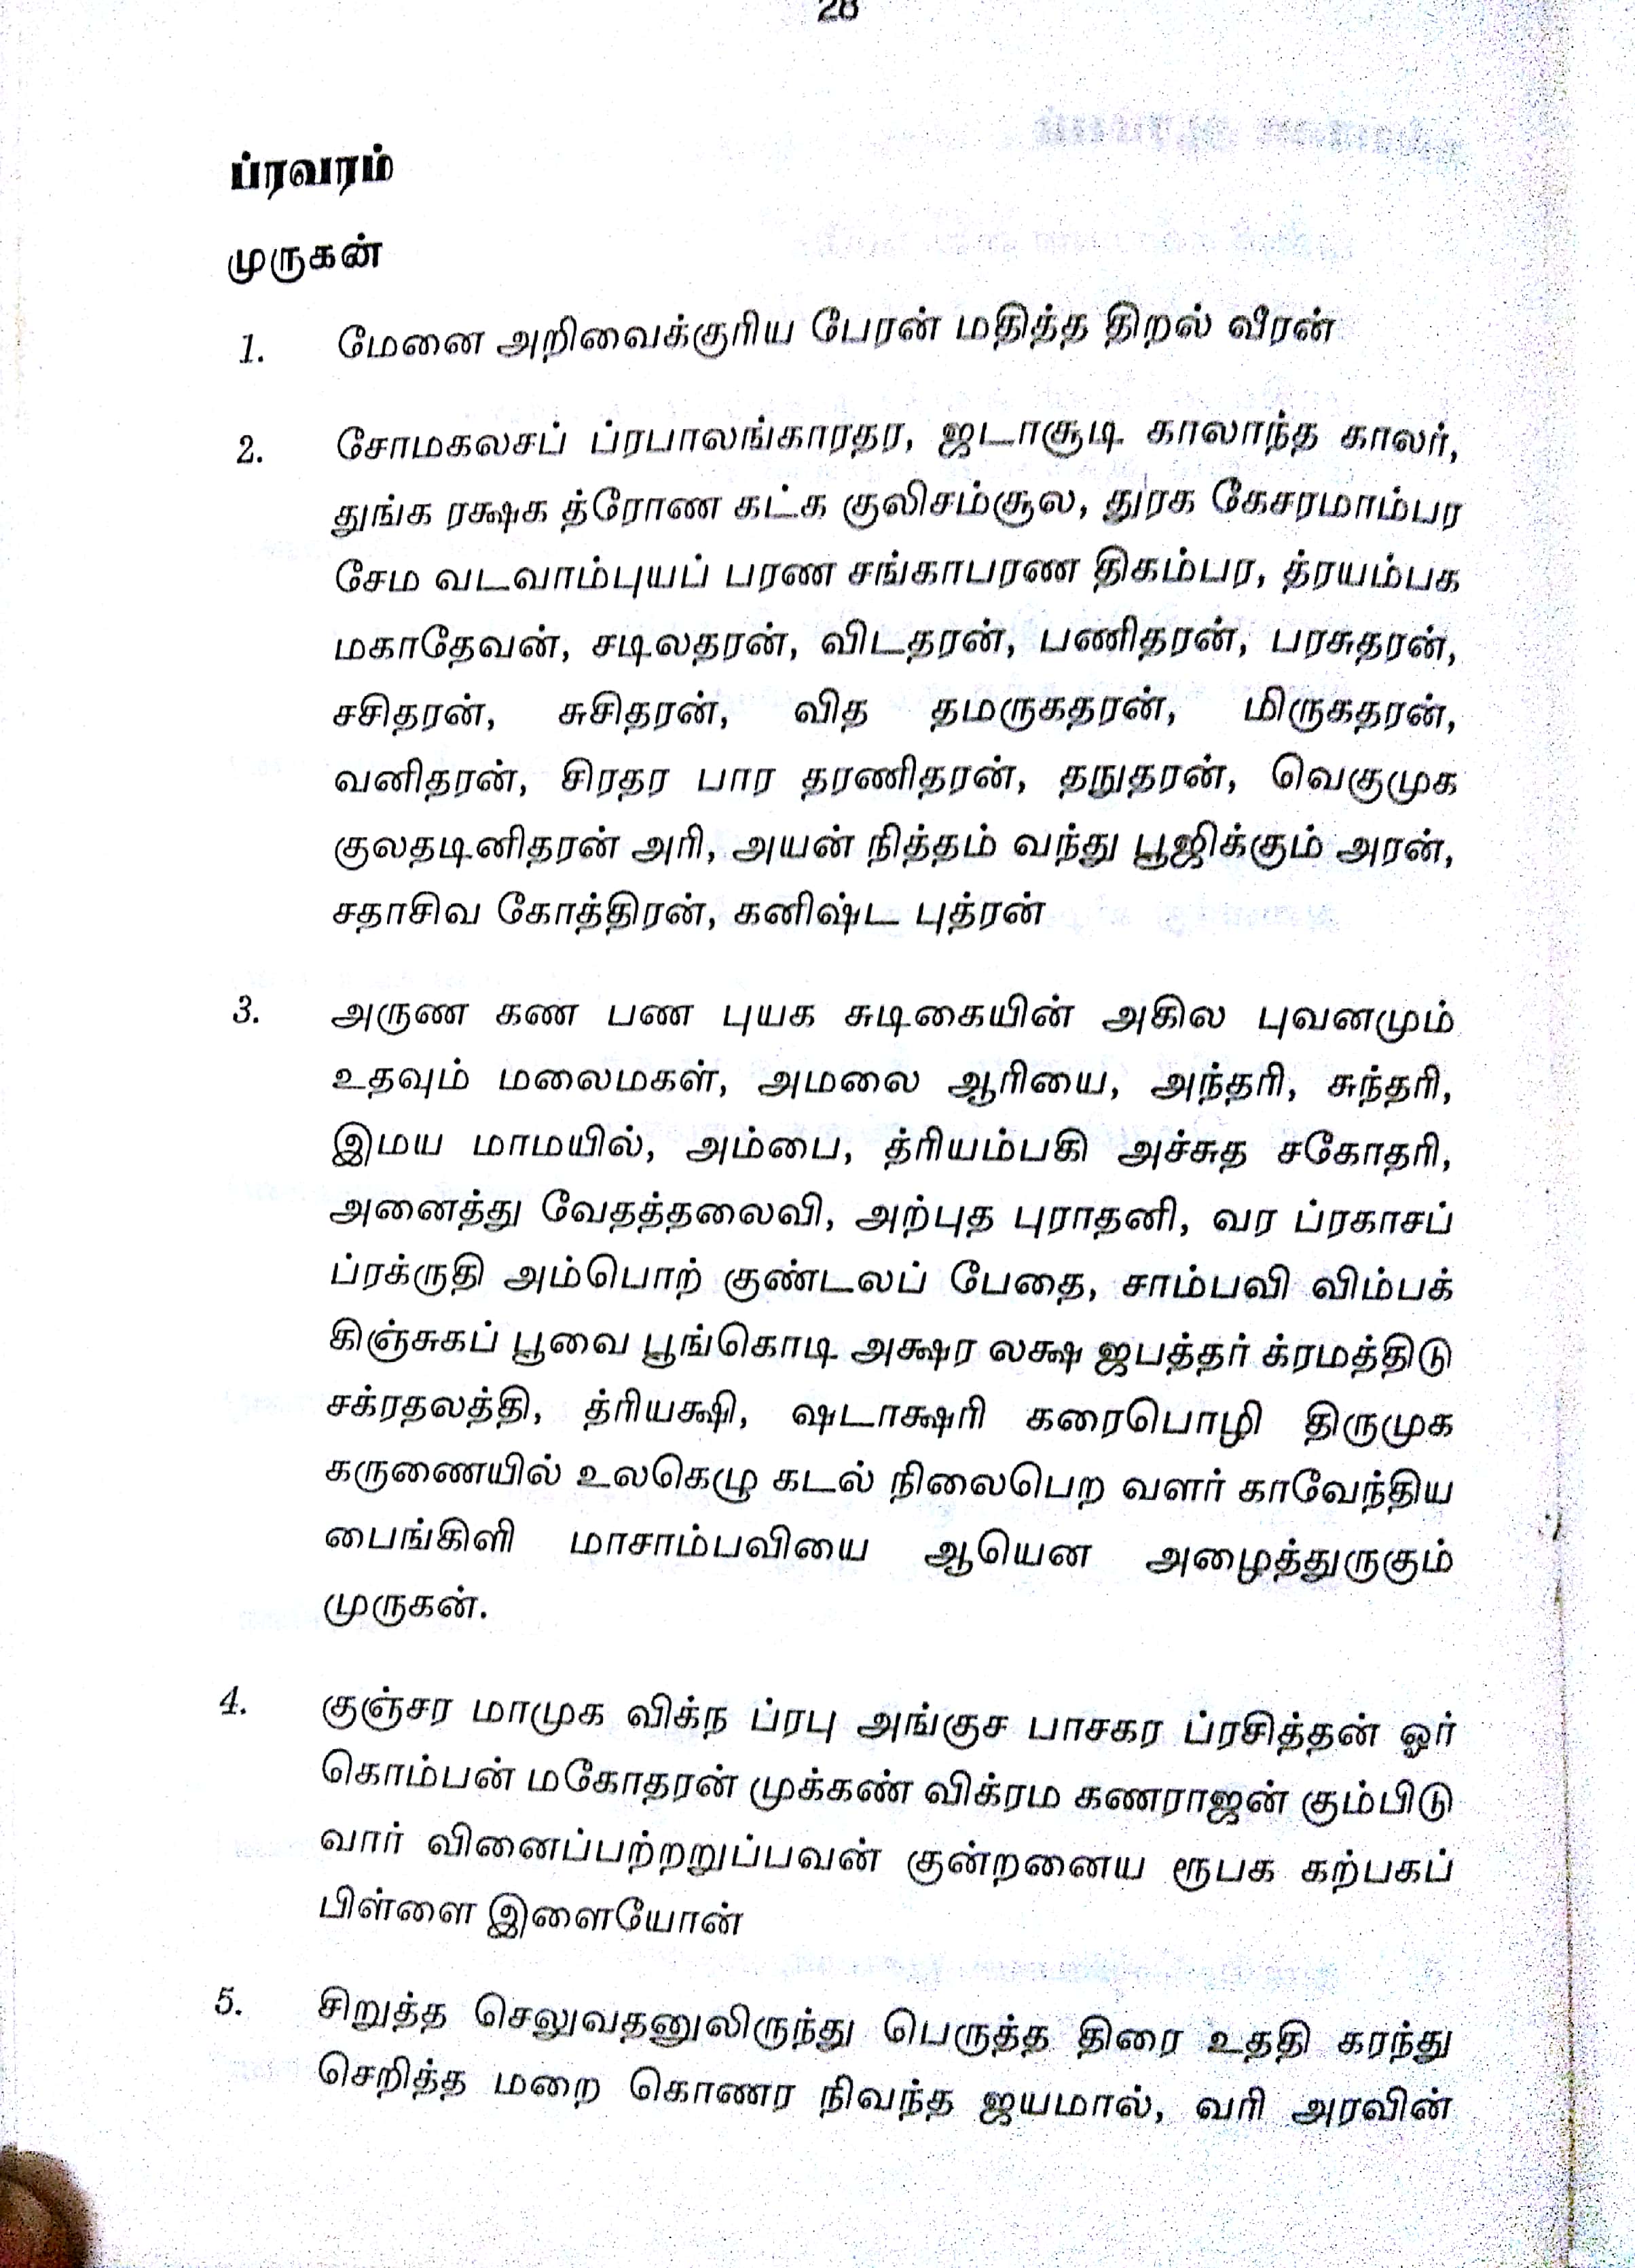 ப்ரவரம்
முருகன்
1. மேனை அறிவைக்குரிய பேரன் மதித்த திறல் வீரன்
2. சோமகலசப் ப்ரபாலங்காரதர, ஜடாசூடி காலாந்த காலர்,
துங்க ரக்ஷக த்ரோண கட்க குலிசம்சூல, துரக கேசரமாம்பர
சேம வடவாம்புயப் பரண சங்காபரண திகம்பர, த்ரயம்பக
மகாதேவன், சடிலதரன், விடதரன், பணிதரன், பரசுதரன்,
சசிதரன், சுசிதரன், வித தமருகதரன், மிருகதரன்,
வனிதரன், சிரதர பார தரணிதரன், தநுதரன், வெகுமுக
குலதடினிதரன் அரி, அயன் நித்தம் வந்து பூஜிக்கும் அரன்,
சதாசிவ கோத்திரன், கனிஷ்ட புத்ரன்
3. அருண கண பண புயக சுடிகையின் அகில புவனமும்
உதவும் மலைமகள், அமலை ஆரியை, அந்தரி, சுந்தரி,
இமய மாமயில், அம்பை, த்ரியம்பகி அச்சுத சகோதரி,
அனைத்து வேதத்தலைவி, அற்புத புராதனி, வர ப்ரகாசப்
ப்ரக்ருதி அம்பொற் குண்டலப் பேதை, சாம்பவி விம்பக்
கிஞ்சுகப் பூவை பூங்கொடி அக்ஷர லக்ஷ ஜபத்தர் க்ரமத்திடு
சக்ரதலத்தி, த்ரியக்ஷி, ஷடாக்ஷரி கரைபொழி திருமுக
கருணையில் உலகெழு கடல் நிலைபெற வளர் காவேந்திய
பைங்கிளி மாசாம்பவியை ஆயென அழைத்துருகும்
முருகன்.
4. குஞ்சர மாமுக விக்ந ப்ரபு அங்குச பாசகர ப்ரசித்தன் ஓர்
கொம்பன் மகோதரன் முக்கண் விக்ரம கணராஜன் கும்பிடு
வார் வினைப்பற்றறுப்பவன் குன்றனைய ரூபக கற்பகப்
பிள்ளை இளையோன்
5. சிறுத்த செலுவதனுலிருந்து பெருத்த திரை உததி கரந்து
செறித்த மறை கொணர நிவந்த ஜயமால், வரி அரவின்